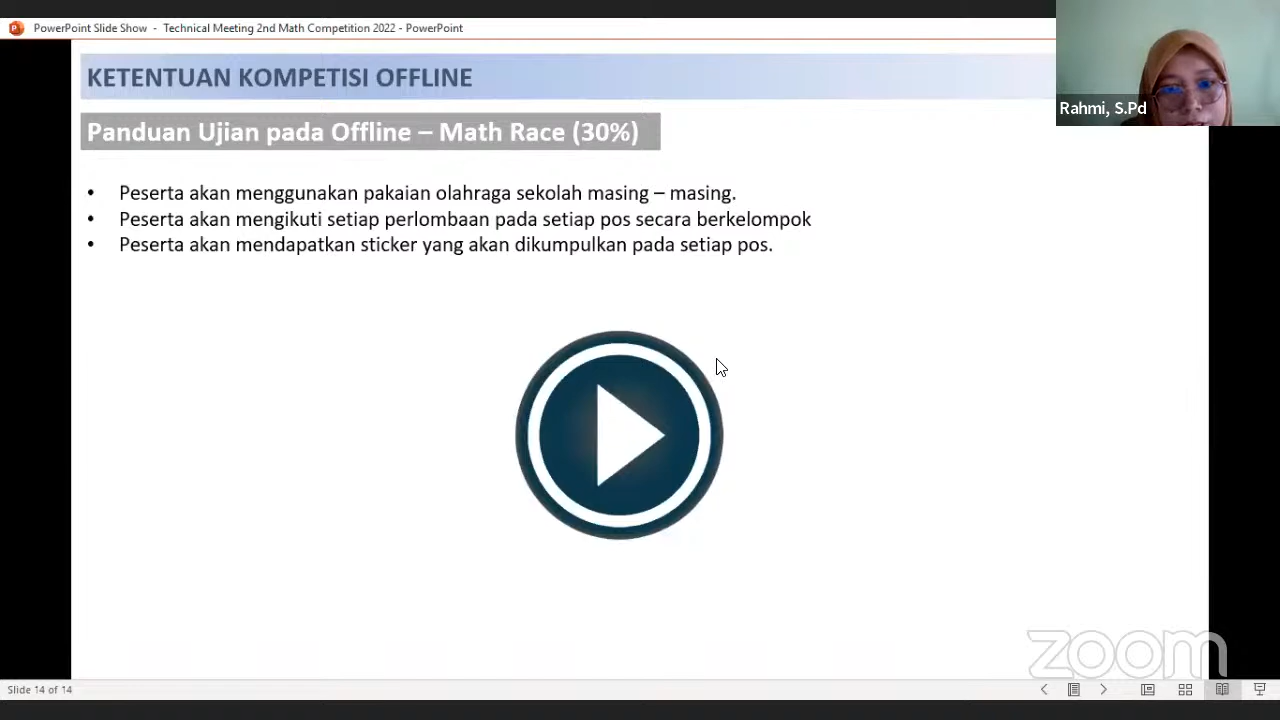 PowerPoint Slide Show - Technical Meeting 2nd Math Competition 2022 - PowerPoint
KETENTUAN KOMPETISI OFFLINE
Rahmi, S.Pd
Panduan Ujian pada Offline – Math Race (30%)
• Peserta akan menggunakan pakaian olahraga sekolah masing – masing.
• Peserta akan mengikuti setiap perlombaan pada setiap pos secara berkelompok
• Peserta akan mendapatkan sticker yang akan dikumpulkan pada setiap pos.
zoom
Slide 14 of 14